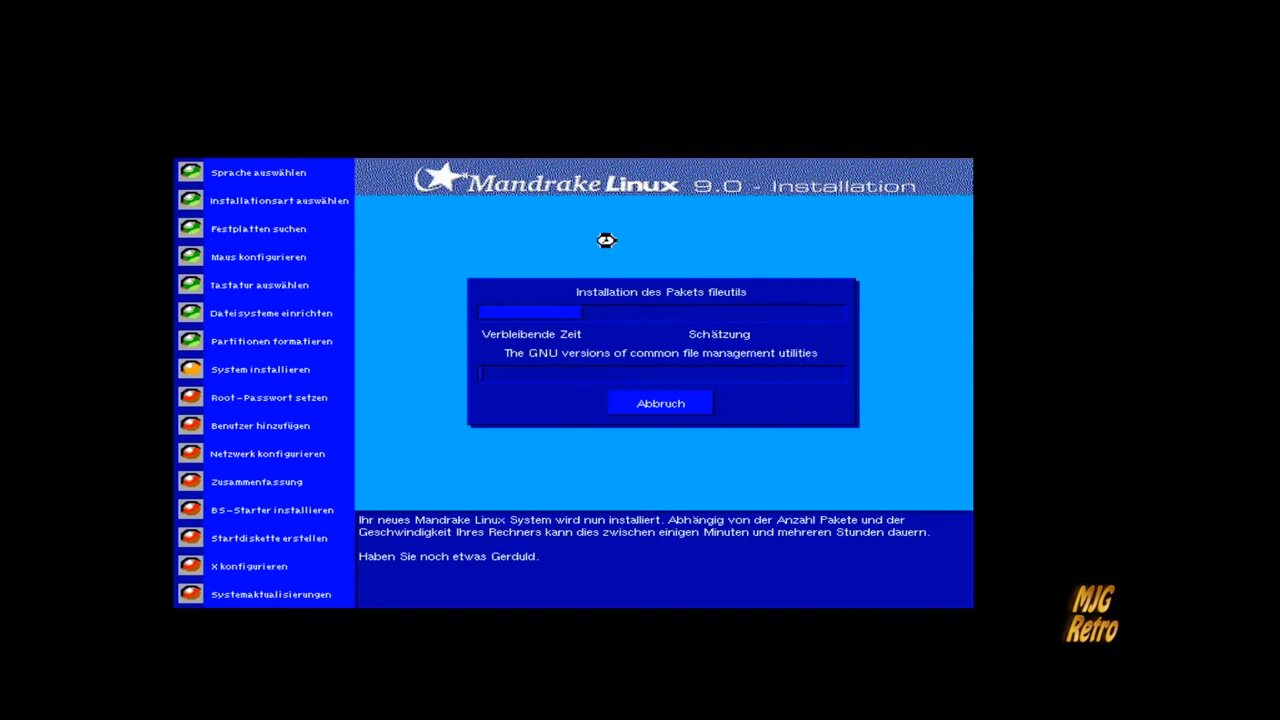 Mandrake Linux 9.0 - Installation
Sprache auswählen
Installationsart auswählen
Festplatten suchen
Maus konfigurieren
Tastatur auswählen
Dateisysteme einrichten
Partitionen formatieren
System installieren
Root-Passwort setzen
Benutzer hinzufügen
Netzwerk konfigurieren
Zusammenfassung
BS-Starter installieren
Startdiskette erstellen
X konfigurieren
Systemaktualisierungen
Installation des Pakets fileutils
Verbleibende Zeit Schätzung
The GNU versions of common file management utilities
Abbruch
Ihr neues Mandrake Linux System wird nun installiert. Abhängig von der Anzahl Pakete und der
Geschwindigkeit Ihres Rechners kann dies zwischen einigen Minuten und mehreren Stunden dauern.
Haben Sie noch etwas Gerduld.
MJG
Retro